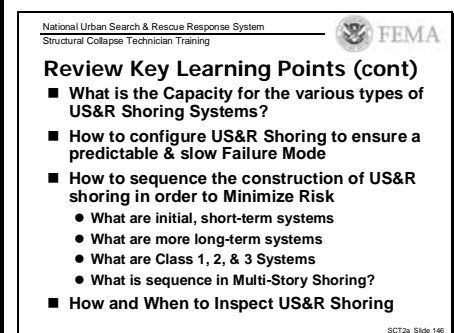 National Urban Search & Rescue Response System
Structural Collapse Technician Training
FEMA
Review Key Learning Points (cont)
■ What is the Capacity for the various types of
US&R Shoring Systems?
■ How to configure US&R Shoring to ensure a
predictable & slow Failure Mode
■ How to sequence the construction of US&R
shoring in order to Minimize Risk
● What are initial, short-term systems
● What are more long-term systems
● What are Class 1, 2, & 3 Systems
● What is sequence in Multi-Story Shoring?
■ How and When to Inspect US&R Shoring
SCT2a Slide 146